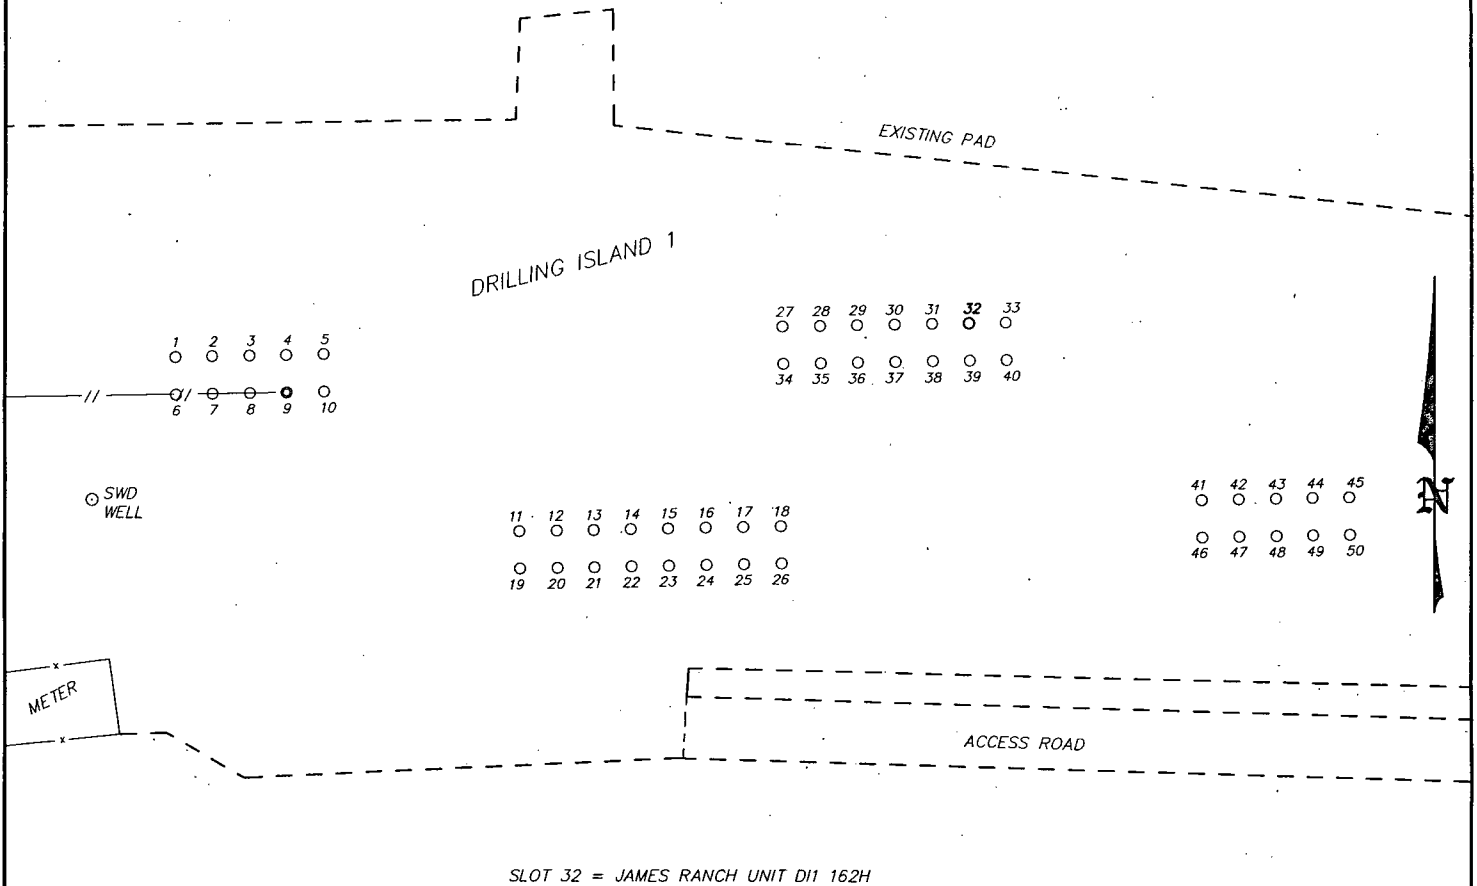 EXISTING PAD
DRILLING ISLAND 1
27 28 29 30 31 32 33
1 2 3 4 5
34 35 36 37 38 39 40
6 7 8 9 10
SWD
WELL
41 42 43 44 45
11 12 13 14 15 16 17 18
N
46 47 48 49 50
19 20 21 22 23 24 25 26
x
METER
x
ACCESS ROAD
SLOT 32 = JAMES RANCH UNIT DI1 162H